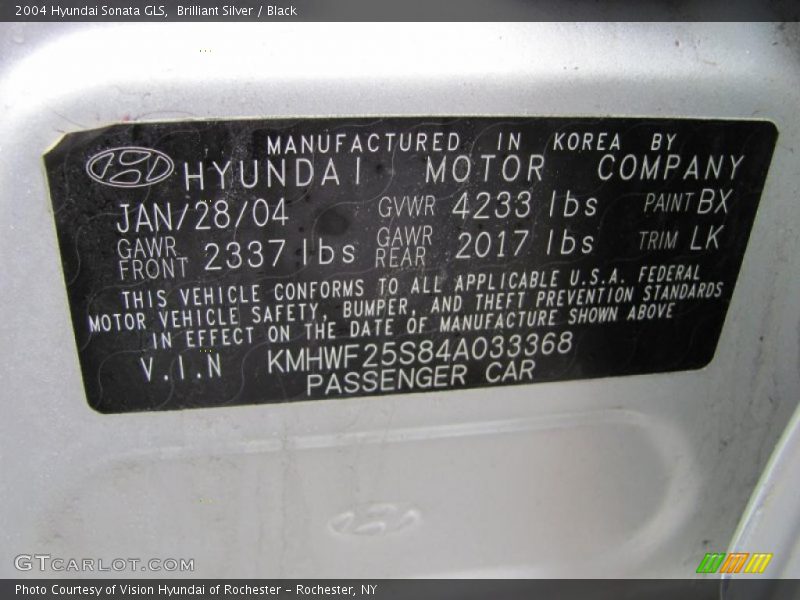 2004 Hyundai Sonata GLS, Brilliant Silver / Black
MANUFACTURED IN KOREA BY
HYUNDAI MOTOR COMPANY
JAN/28/04 GVWR 4233 lbs PAINT BX
GAWR FRONT 2337 lbs GAWR REAR 2017 lbs TRIM LK
THIS VEHICLE CONFORMS TO ALL APPLICABLE U.S.A. FEDERAL
MOTOR VEHICLE SAFETY, BUMPER, AND THEFT PREVENTION STANDARDS
IN EFFECT ON THE DATE OF MANUFACTURE SHOWN ABOVE
V.I.N KMHWF25S84A033368
PASSENGER CAR
GTCarLot.com
Photo Courtesy of Vision Hyundai of Rochester - Rochester, NY